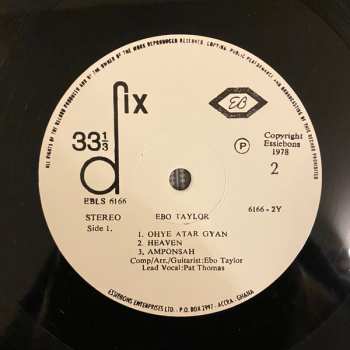 ALL RIGHTS OF THE RECORD PRODUCER AND OF THE OWNER OF THE WORK REPRODUCED RESERVED. COPYING, PUBLIC PERFORMANCE AND BROADCASTING OF THIS RECORD PROHIBITED
dix
33 1/3
EB
EBLS 6166
P
Copyright
Essiebons
1978
2
STEREO
EBO TAYLOR
6166-2Y
Side 1.
1. OHYE ATAR GYAN
2. HEAVEN
3. AMPONSAH
Comp/Arr./Guitarist:Ebo Taylor
Lead Vocal:Pat Thomas
ESSIEBONS ENTERPRISES LTD. - P.O. BOX 2997 - ACCRA, GHANA